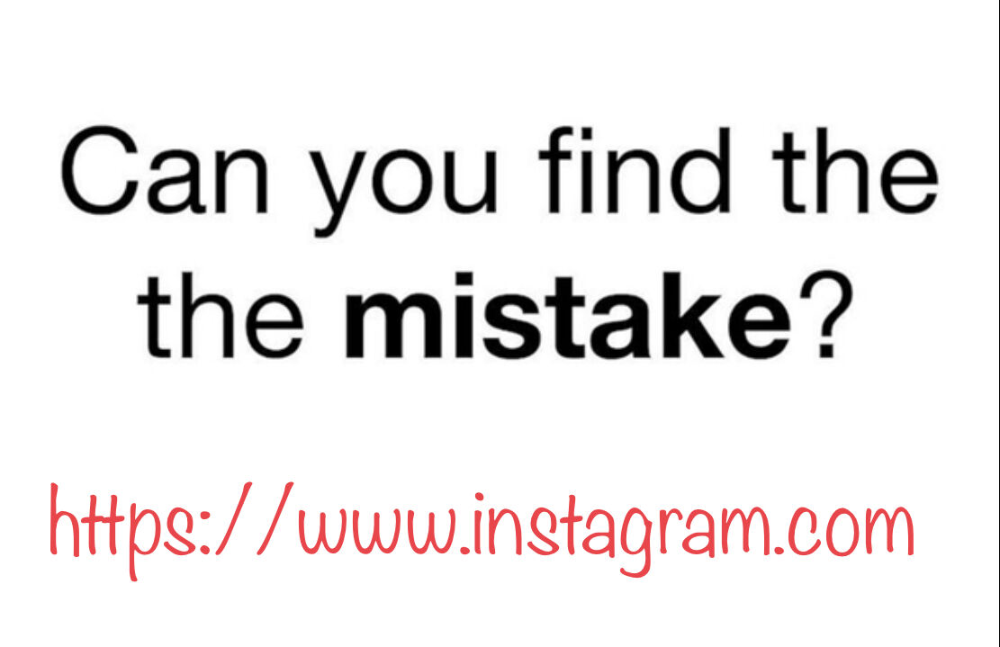 Can you find the
the mistake?
https://www.instagram.com